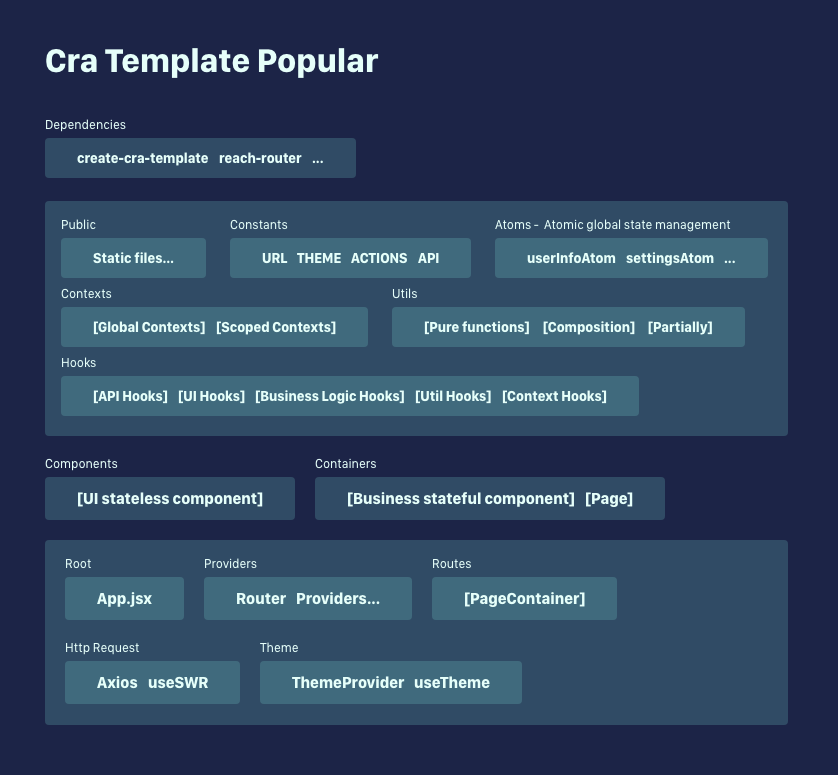 Cra Template Popular
Dependencies
create-cra-template reach-router ...
Public Constants Atoms - Atomic global state management
Static files... URL THEME ACTIONS API userInfoAtom settingsAtom ...
Contexts Utils
[Global Contexts] [Scoped Contexts] [Pure functions] [Composition] [Partially]
Hooks
[API Hooks] [UI Hooks] [Business Logic Hooks] [Util Hooks] [Context Hooks]
Components Containers
[UI stateless component] [Business stateful component] [Page]
Root Providers Routes
App.jsx Router Providers... [PageContainer]
Http Request Theme
Axios useSWR ThemeProvider useTheme